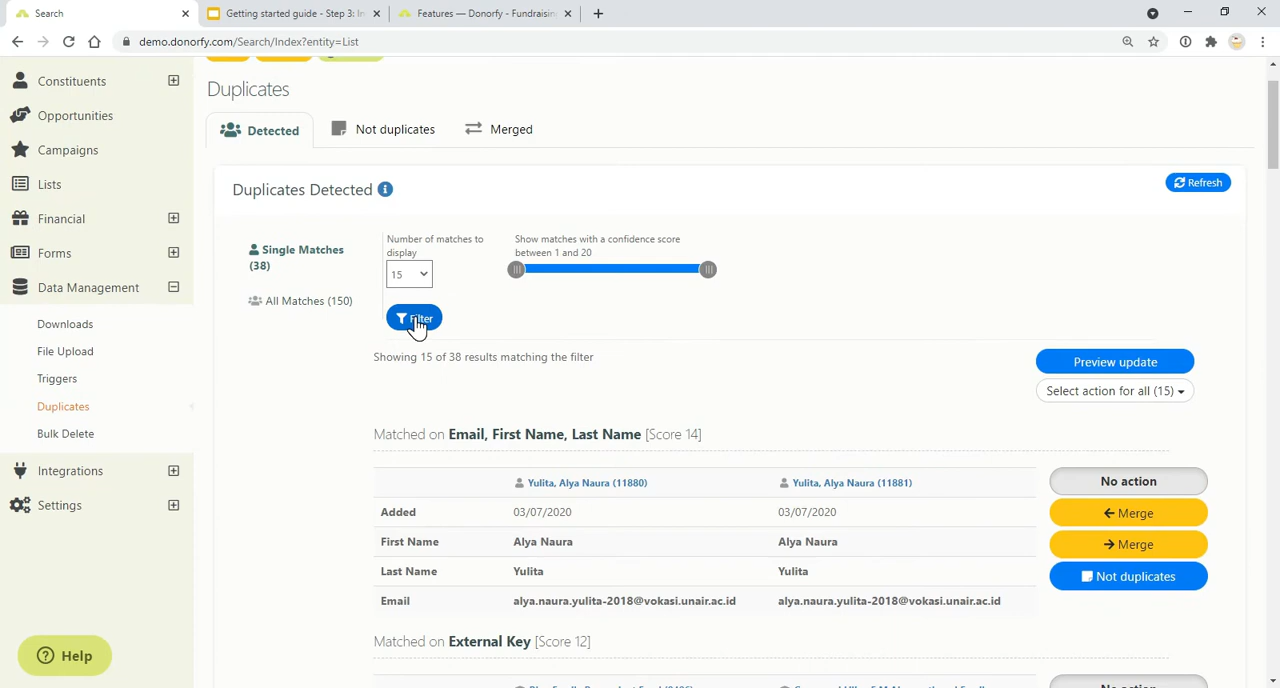 Search
Getting started guide - Step 3: In
Features — Donorfy - Fundraisin
demo.donorfy.com/Search/Index?entity=List
Constituents
Opportunities
Campaigns
Lists
Financial
Forms
Data Management
Downloads
File Upload
Triggers
Duplicates
Bulk Delete
Integrations
Settings
Help
Duplicates
Detected
Not duplicates
Merged
Duplicates Detected
Refresh
Single Matches
(38)
All Matches (150)
Number of matches to
display
15
Show matches with a confidence score
between 1 and 20
Filter
Showing 15 of 38 results matching the filter
Preview update
Select action for all (15)
Matched on Email, First Name, Last Name [Score 14]
Yulita, Alya Naura (11880) Yulita, Alya Naura (11881)
Added 03/07/2020 03/07/2020
First Name Alya Naura Alya Naura
Last Name Yulita Yulita
Email alya.naura.yulita-2018@vokasi.unair.ac.id alya.naura.yulita-2018@vokasi.unair.ac.id
No action
Merge
Merge
Not duplicates
Matched on External Key [Score 12]
No action